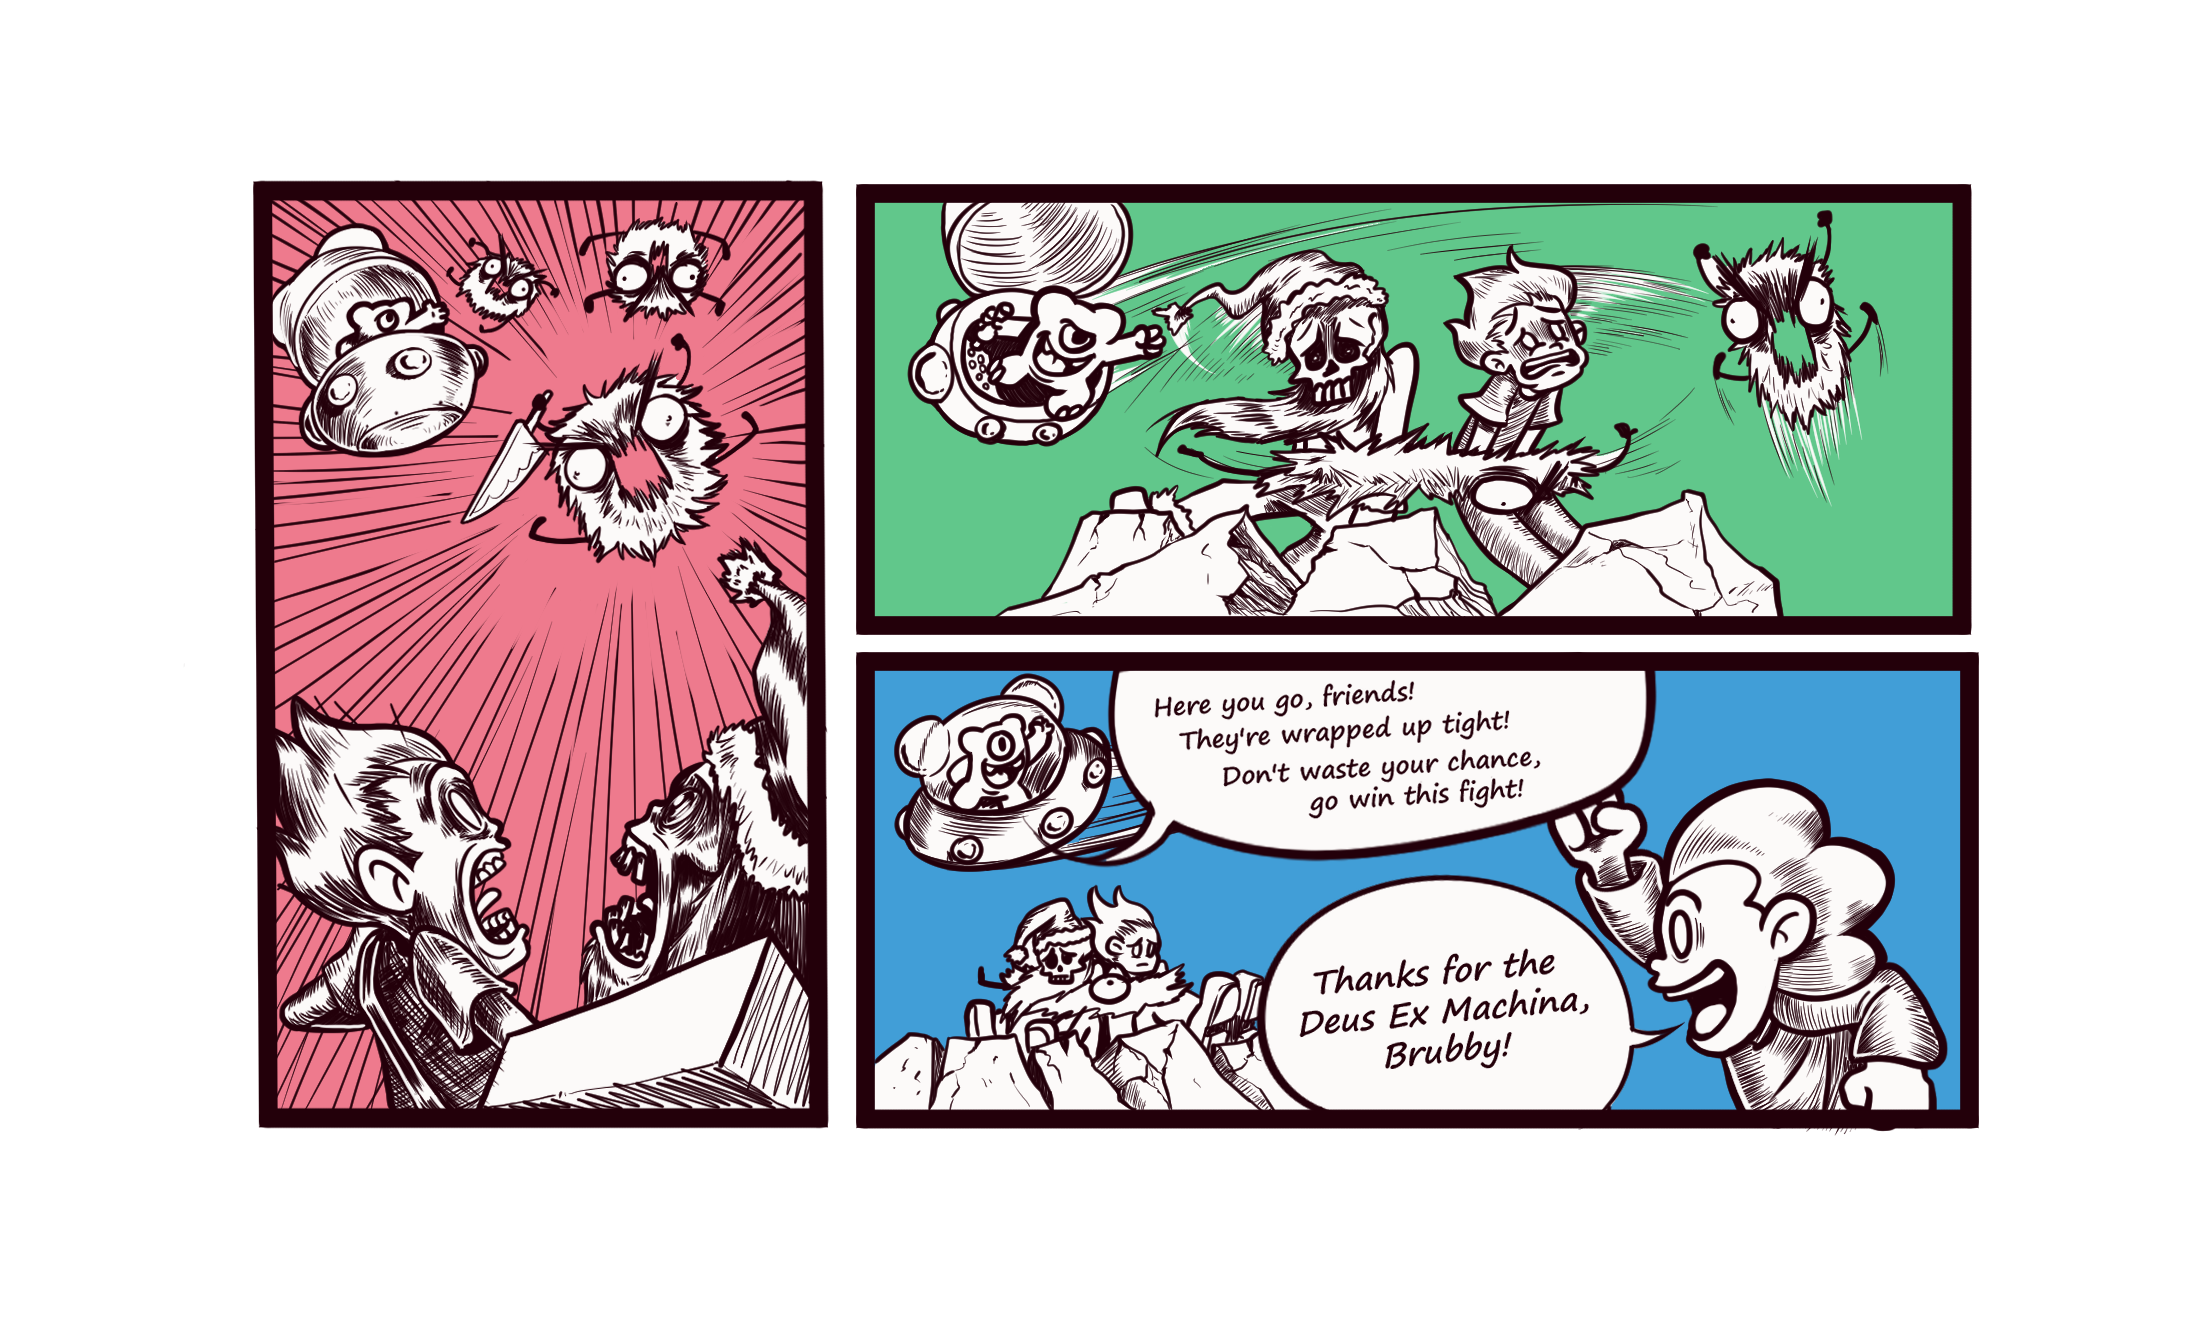 Here you go, friends!
They're wrapped up tight!
Don't waste your chance,
go win this fight!
Thanks for the
Deus Ex Machina,
Brubby!